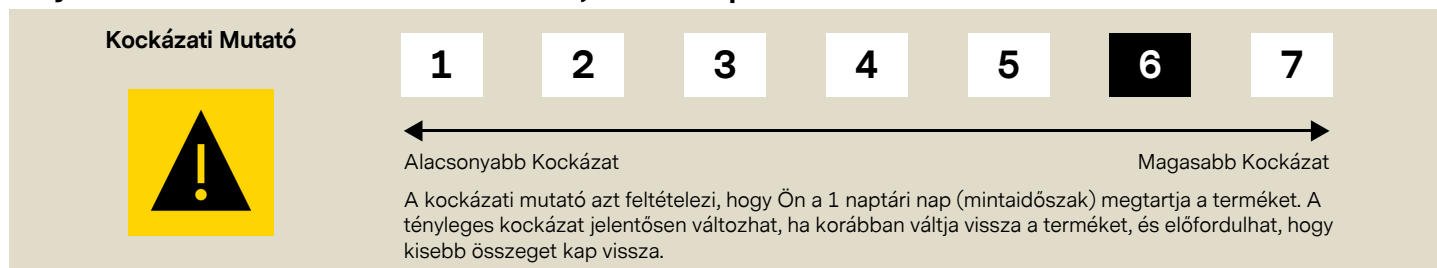 Kockázati Mutató
1 2 3 4 5 6 7
Alacsonyabb Kockázat Magasabb Kockázat
A kockázati mutató azt feltételezi, hogy Ön a 1 naptári nap (mintaidőszak) megtartja a terméket. A
tényleges kockázat jelentősen változhat, ha korábban váltja vissza a terméket, és előfordulhat, hogy
kisebb összeget kap vissza.